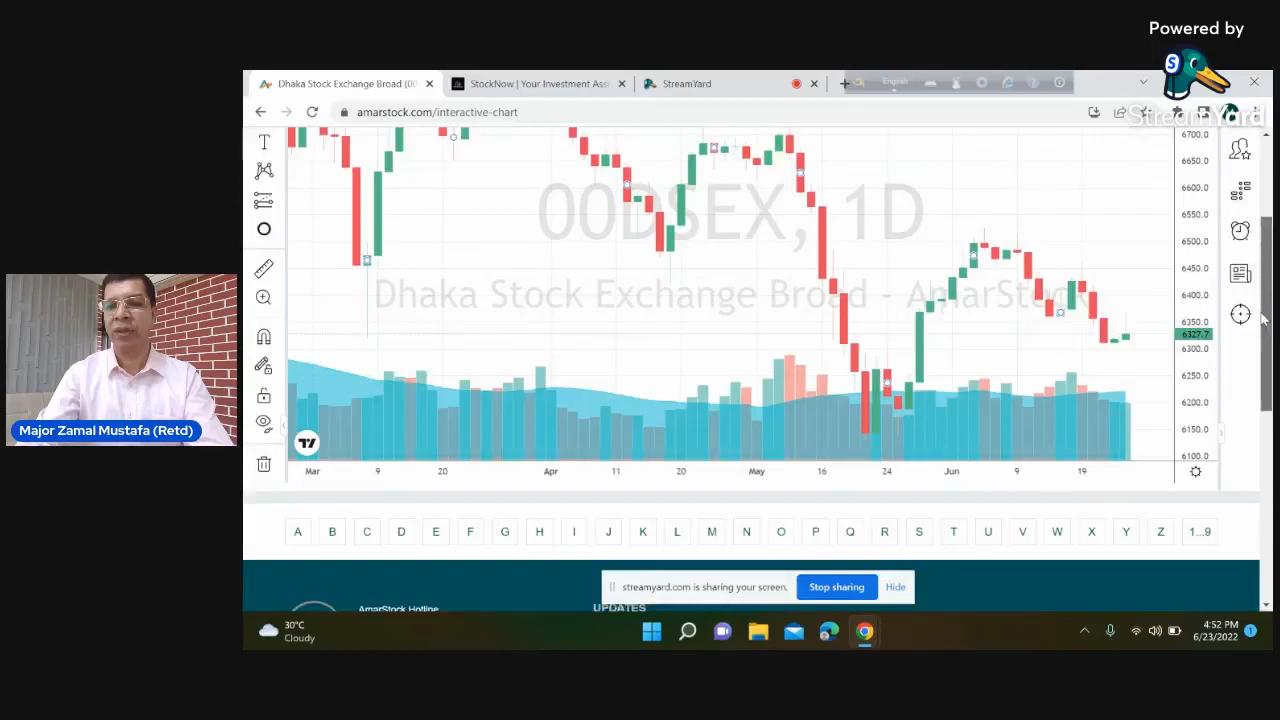 Powered by
StreamYard
Dhaka Stock Exchange Broad (00
StockNow | Your Investment Assi
StreamYard
English
amarstock.com/interactive-chart
00DSEX, 1D
Dhaka Stock Exchange Broad - AmarStock
6700.0
6650.0
6600.0
6550.0
6500.0
6450.0
6400.0
6350.0
6327.7
6300.0
6250.0
6200.0
6150.0
6100.0
Mar 9 20 Apr 11 20 May 16 24 Jun 9 19
A B C D E F G H I J K L M N O P Q R S T U V W X Y Z 1...9
streamyard.com is sharing your screen. Stop sharing Hide
AmarStock Hotline
UPDATES
Major Zamal Mustafa (Retd)
30°C
Cloudy
4:52 PM
6/23/2022
1